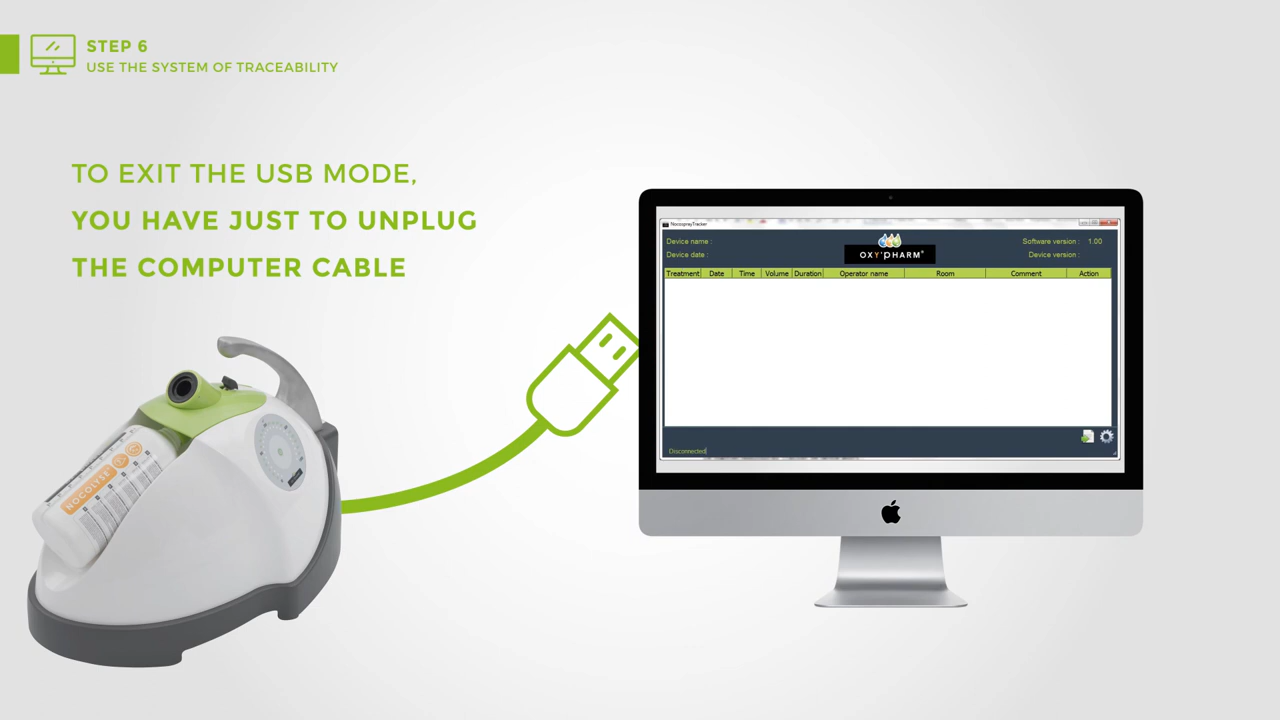 STEP 6
USE THE SYSTEM OF TRACEABILITY
TO EXIT THE USB MODE,
YOU HAVE JUST TO UNPLUG
THE COMPUTER CABLE
NocosprayTracker
Device name :
Device date :
OXY'PHARM®
Software version : 1.00
Device version :
Treatment Date Time Volume Duration Operator name Room Comment Action
Disconnected
NOCOLYSE